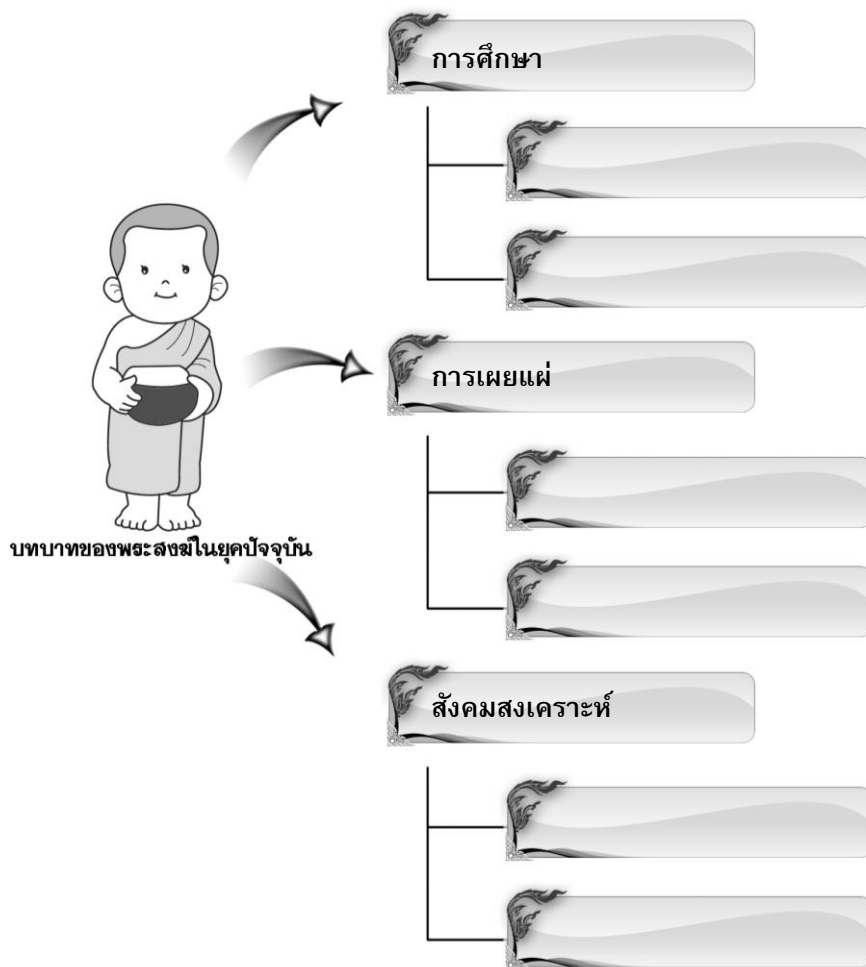 การศึกษา
การเผยแผ่
บทบาทของพระสงฆ์ในยุคปัจจุบัน
สังคมสงเคราะห์